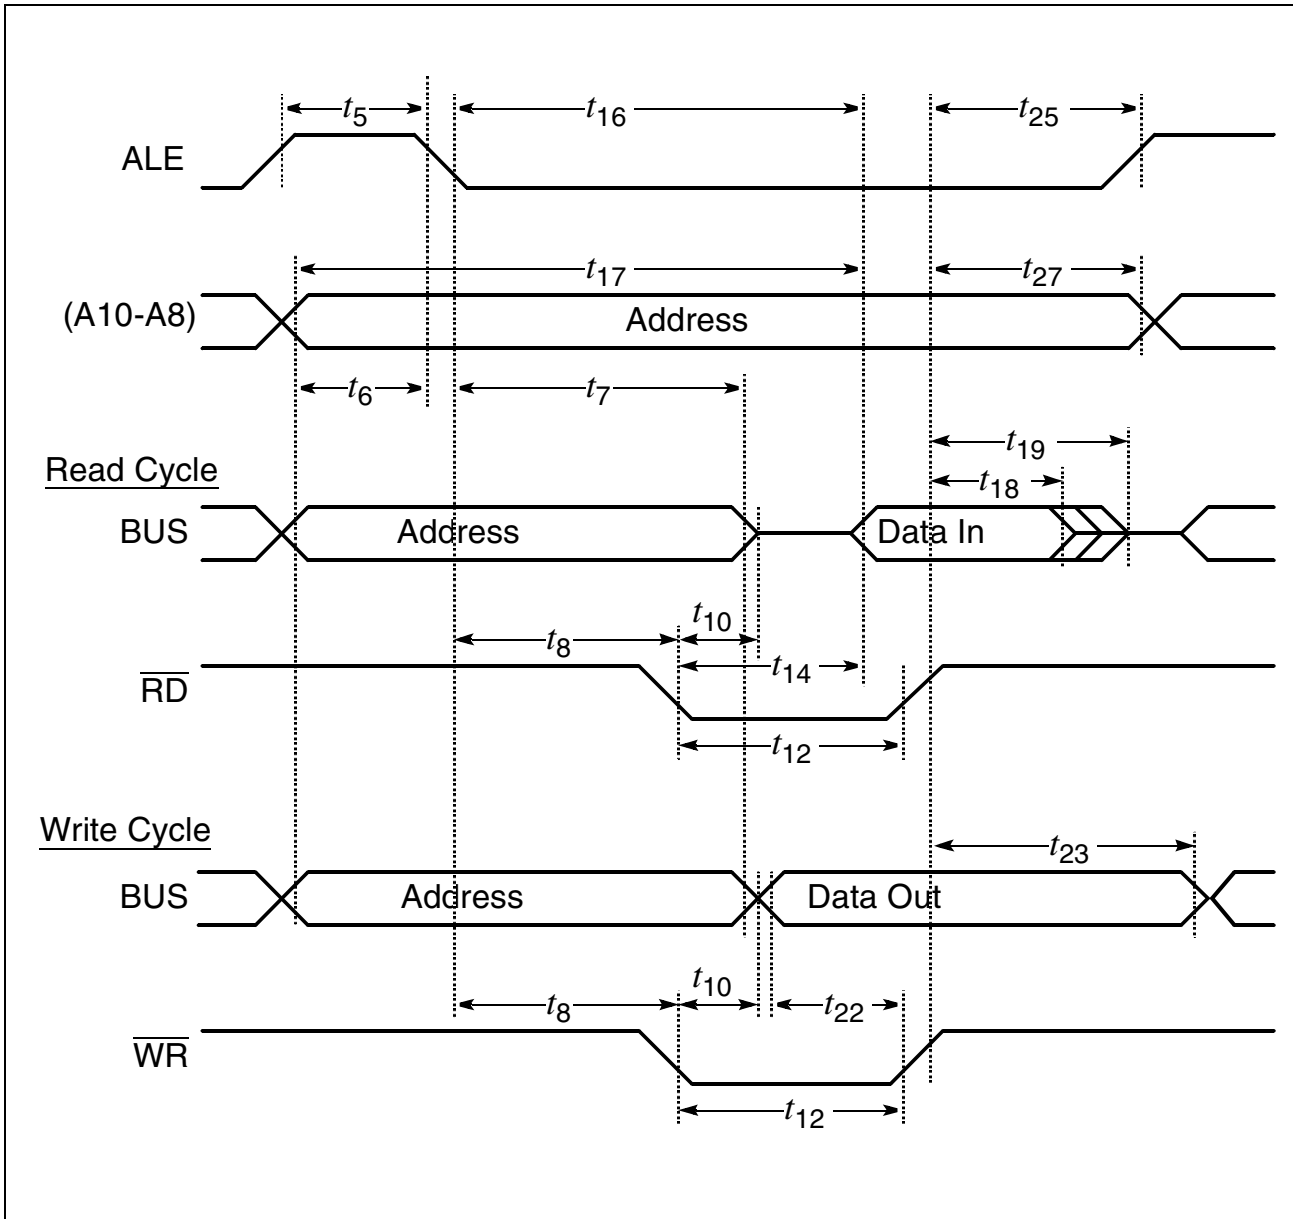 t5
t16
t25
ALE
t17
t27
(A10-A8)
Address
t6
t7
t19
Read Cycle
t18
BUS
Address
Data In
t10
t8
t14
RD
t12
Write Cycle
t23
BUS
Address
Data Out
t10
t8
t22
WR
t12